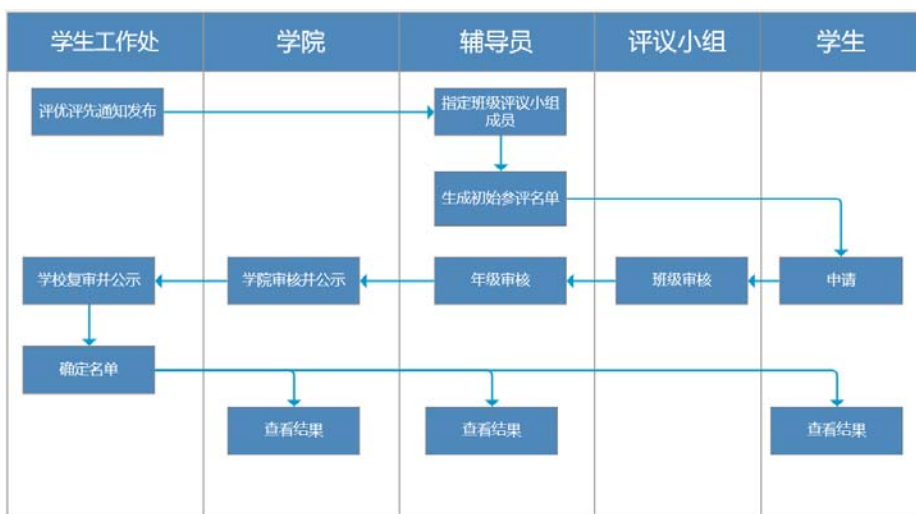 学生工作处
学院
辅导员
评议小组
学生
评优评先通知发布
指定班级评议小组
成员
生成初始参评名单
学校复审并公示
学院审核并公示
年级审核
班级审核
申请
确定名单
查看结果
查看结果
查看结果